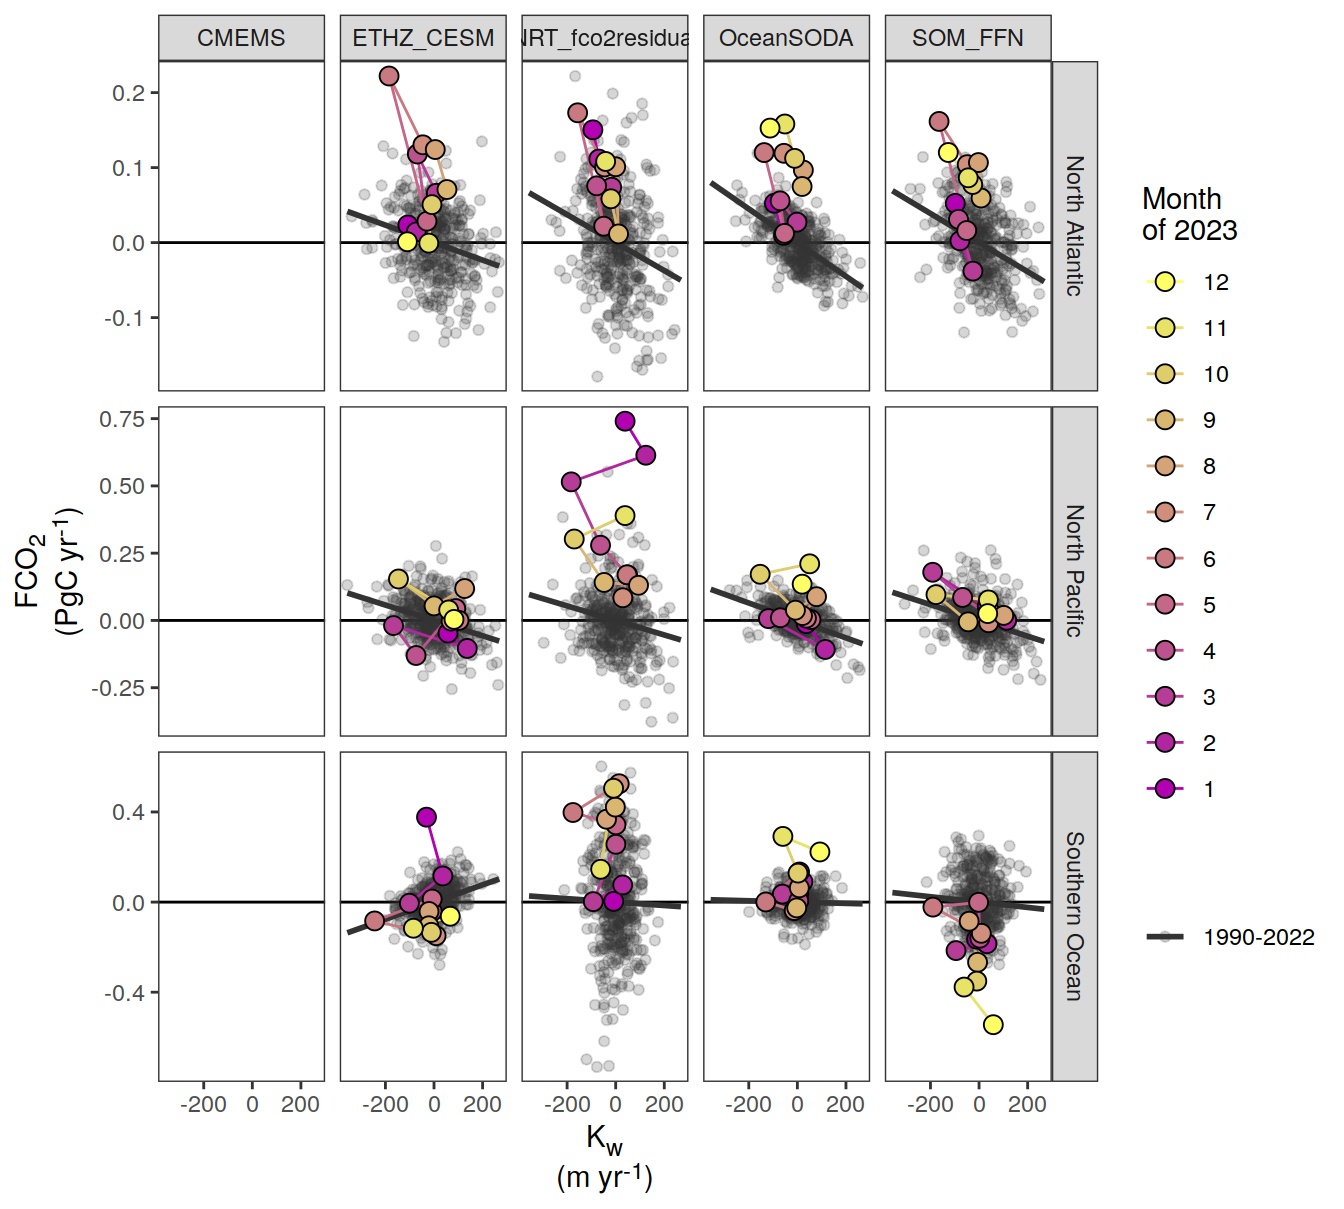 CMEMS
ETHZ_CESM
NRT_fco2residua
OceanSODA
SOM_FFN
0.2
0.1
0.0
-0.1
North Atlantic
0.75
0.50
0.25
0.00
-0.25
North Pacific
0.4
0.0
-0.4
Southern Ocean
-200 0 200
-200 0 200
-200 0 200
-200 0 200
-200 0 200
FCO2
(PgC yr-1)
Kw
(m yr-1)
Month
of 2023
12
11
10
9
8
7
6
5
4
3
2
1
1990-2022